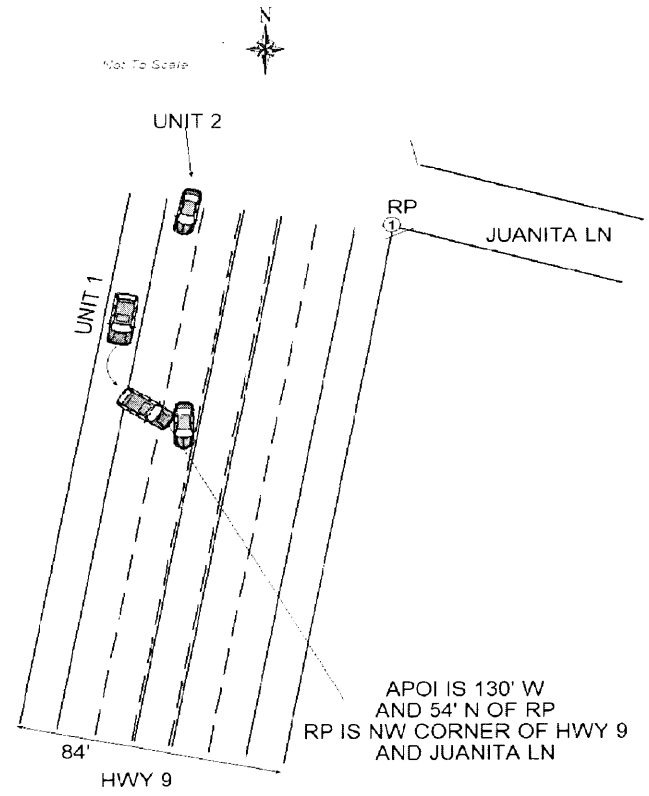 N
Not To Scale
UNIT 2
RP
1
JUANITA LN
UNIT 1
APOI IS 130' W
AND 54' N OF RP
RP IS NW CORNER OF HWY 9
AND JUANITA LN
84'
HWY 9